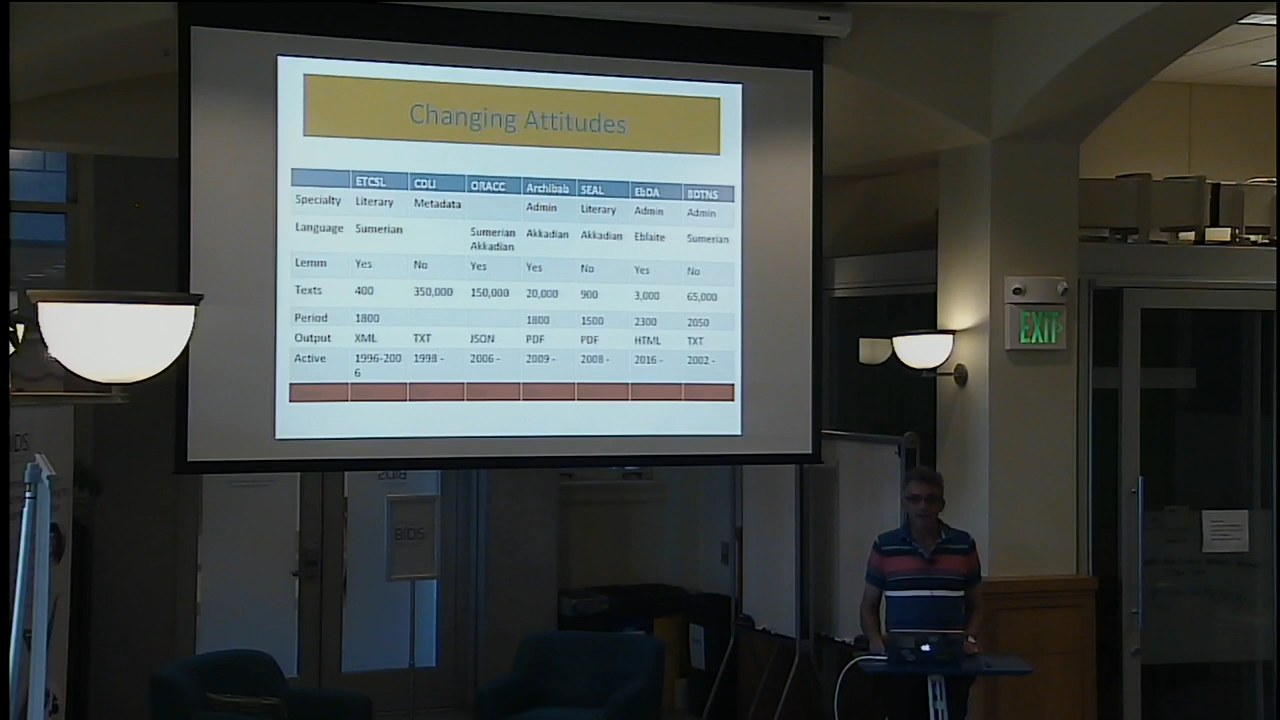 Changing Attitudes
ETCSL CDLI ORACC Archibab SEAL EbDA BDTNS
Specialty Literary Metadata Admin Literary Admin Admin
Language Sumerian Sumerian Akkadian Akkadian Akkadian Eblaite Sumerian
Lemm Yes No Yes Yes No Yes No
Texts 400 350,000 150,000 20,000 900 3,000 65,000
Period 1800 1800 1500 2300 2050
Output XML TXT JSON PDF PDF HTML TXT
Active 1996-2006 1998 - 2006 - 2009 - 2008 - 2016 - 2002 -
EXIT
BIDS
BIDS